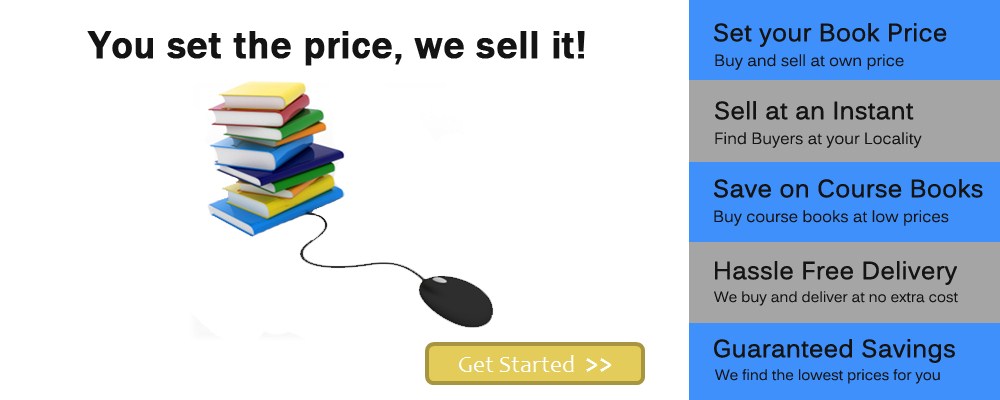 You set the price, we sell it!
Get Started >>
Set your Book Price
Buy and sell at own price
Sell at an Instant
Find Buyers at your Locality
Save on Course Books
Buy course books at low prices
Hassle Free Delivery
We buy and deliver at no extra cost
Guaranteed Savings
We find the lowest prices for you